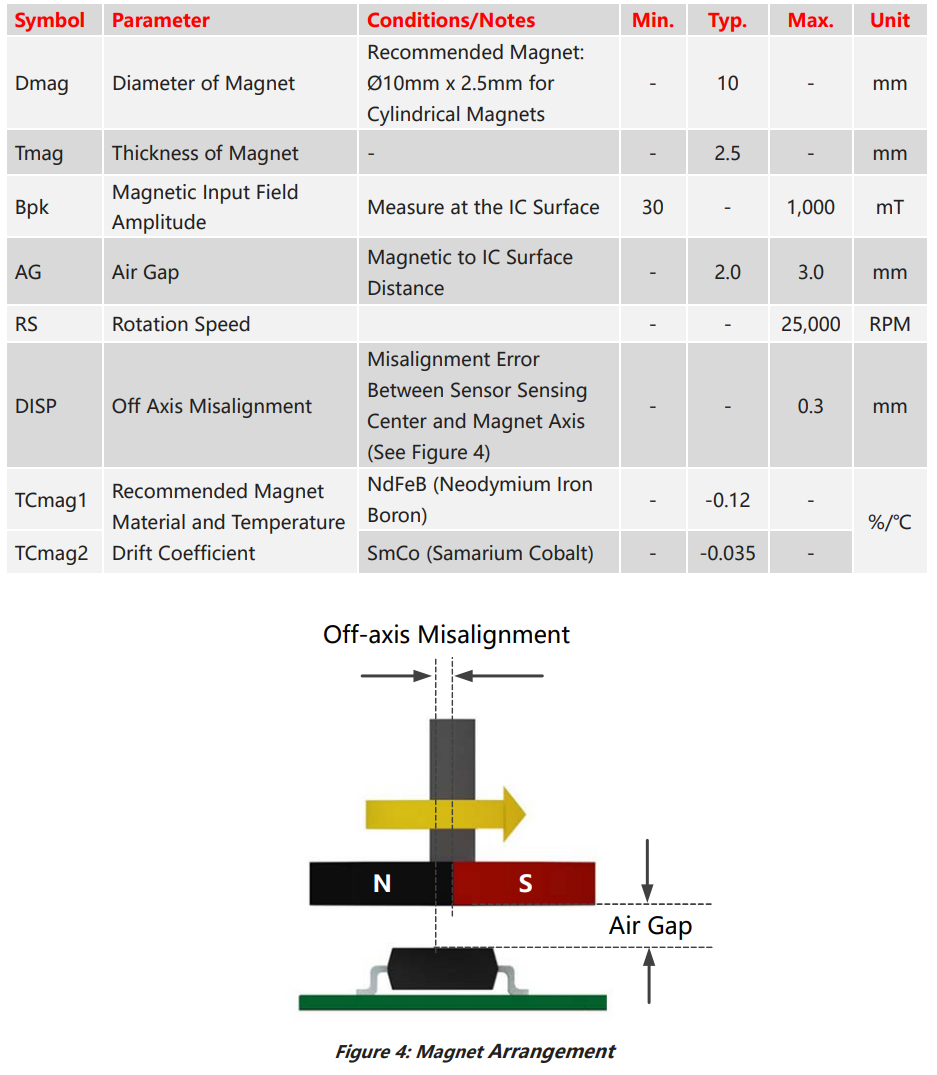 Symbol Parameter Conditions/Notes Min. Typ. Max. Unit
Recommended Magnet:
Dmag Diameter of Magnet Ø10mm x 2.5mm for - 10 - mm
Cylindrical Magnets
Tmag Thickness of Magnet - - 2.5 - mm
Magnetic Input Field
Bpk Measure at the IC Surface 30 - 1,000 mT
Amplitude
Magnetic to IC Surface
AG Air Gap - 2.0 3.0 mm
Distance
RS Rotation Speed - - 25,000 RPM
Misalignment Error
Between Sensor Sensing
DISP Off Axis Misalignment - - 0.3 mm
Center and Magnet Axis
(See Figure 4)
NdFeB (Neodymium Iron
TCmag1 Recommended Magnet - -0.12 -
Boron)
Material and Temperature %/℃
TCmag2 Drift Coefficient SmCo (Samarium Cobalt) - -0.035 -
Off-axis Misalignment
N S
Air Gap
Figure 4: Magnet Arrangement